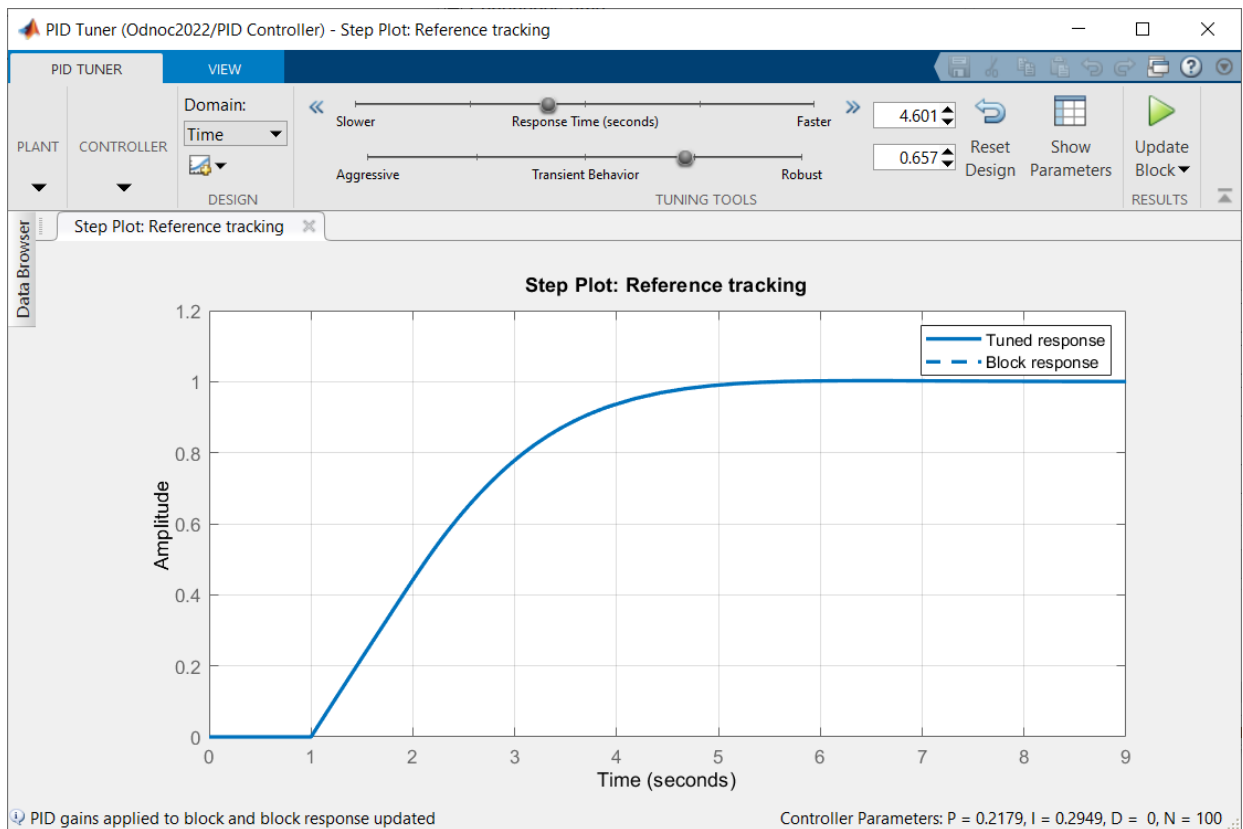 PID Tuner (Odnoc2022/PID Controller) - Step Plot: Reference tracking
PID TUNER
VIEW
PLANT
CONTROLLER
Domain:
Time
DESIGN
Slower
Response Time (seconds)
Faster
4.601
Aggressive
Transient Behavior
Robust
0.657
TUNING TOOLS
Reset
Design
Show
Parameters
Update
Block
RESULTS
Data Browser
Step Plot: Reference tracking
Step Plot: Reference tracking
Tuned response
Block response
Amplitude
1.2
1
0.8
0.6
0.4
0.2
0
0 1 2 3 4 5 6 7 8 9
Time (seconds)
PID gains applied to block and block response updated
Controller Parameters: P = 0.2179, I = 0.2949, D = 0, N = 100